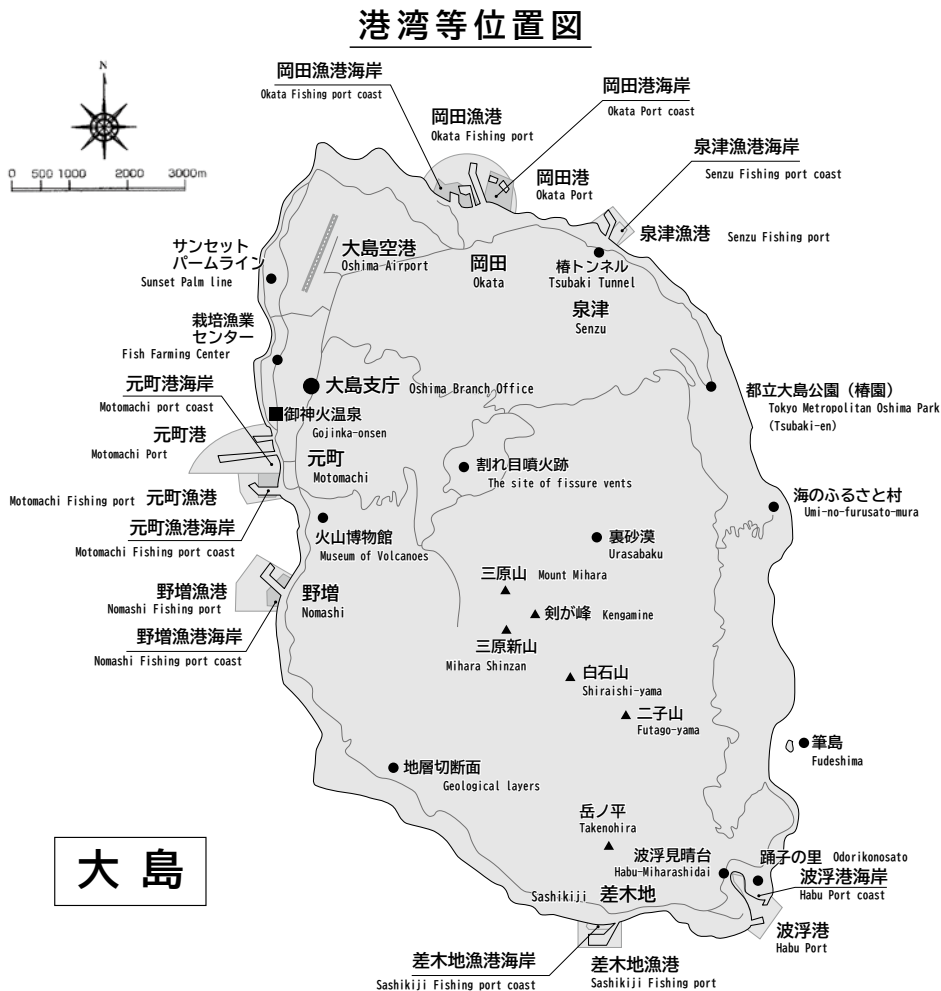 港湾等位置図
N
0 500 1000 2000 3000m
岡田漁港海岸
Okata Fishing port coast
岡田港海岸
Okata Port coast
岡田漁港
Okata Fishing port
泉津漁港海岸
Senzu Fishing port coast
岡田港
Okata Port
泉津漁港 Senzu Fishing port
サンセット
パームライン
Sunset Palm line
大島空港
Oshima Airport
岡田
Okata
椿トンネル
Tsubaki Tunnel
泉津
Senzu
栽培漁業
センター
Fish Farming Center
大島支庁 Oshima Branch Office
元町港海岸
Motomachi port coast
都立大島公園（椿園）
Tokyo Metropolitan Oshima Park
(Tsubaki-en)
御神火温泉
Gojinka-onsen
元町港
Motomachi Port
元町
Motomachi
割れ目噴火跡
The site of fissure vents
Motomachi Fishing port 元町漁港
海のふるさと村
Umi-no-furusato-mura
元町漁港海岸
Motomachi Fishing port coast
火山博物館
Museum of Volcanoes
裏砂漠
Urasabaku
三原山 Mount Mihara
野増漁港
Nomashi Fishing port
野増
Nomashi
剣が峰 Kengamine
野増漁港海岸
Nomashi Fishing port coast
三原新山
Mihara Shinzan
白石山
Shiraishi-yama
二子山
Futago-yama
筆島
Fudeshima
地層切断面
Geological layers
岳ノ平
Takenohira
大島
波浮見晴台
Habu-Miharashidai
踊子の里 Odorikonosato
波浮港海岸
Habu Port coast
Sashikiji 差木地
波浮港
Habu Port
差木地漁港海岸
Sashikiji Fishing port coast
差木地漁港
Sashikiji Fishing port